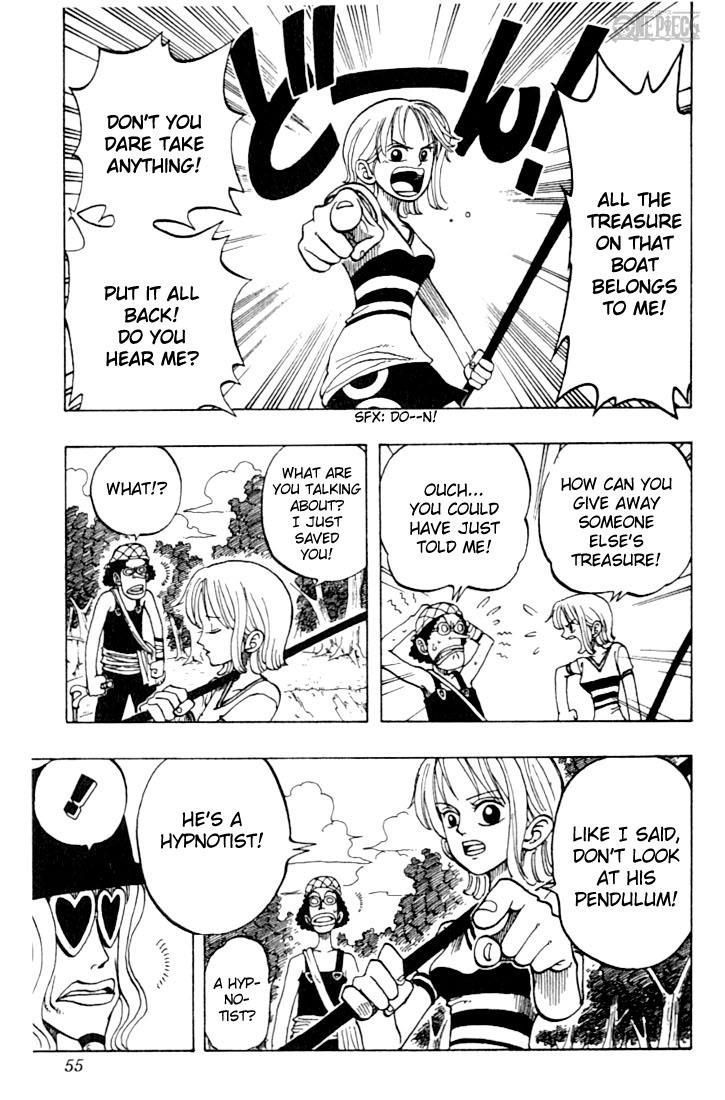 ONE PIECE
どーん!
ALL THE
TREASURE
ON THAT
BOAT
BELONGS
TO ME!
DON'T YOU
DARE TAKE
ANYTHING!
PUT IT ALL
BACK!
DO YOU
HEAR ME?
SFX: DO--N!
HOW CAN YOU
GIVE AWAY
SOMEONE
ELSE'S
TREASURE!
OUCH...
YOU COULD
HAVE JUST
TOLD ME!
WHAT ARE
YOU TALKING
ABOUT?
I JUST
SAVED
YOU!
WHAT!?
LIKE I SAID,
DON'T LOOK
AT HIS
PENDULUM!
HE'S A
HYPNOTIST!
A HYP-
NO-
TIST?
!
55